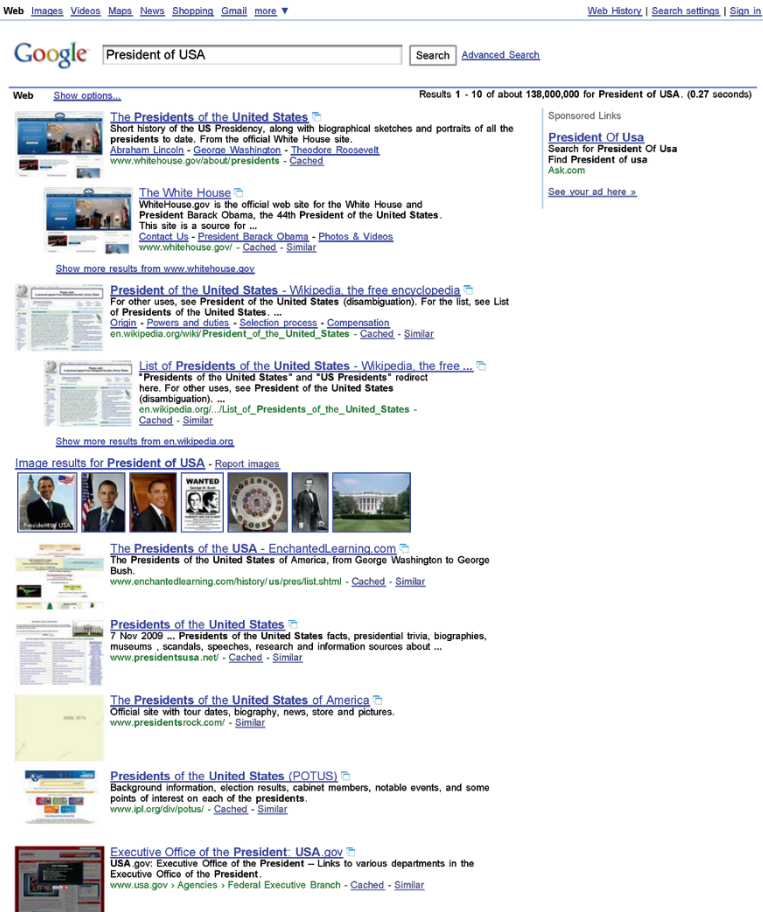 Web Images Videos Maps News Shopping Gmail more ▼
Web History | Search settings | Sign in
Google President of USA Search Advanced Search
Web Show options...
Results 1 - 10 of about 138,000,000 for President of USA. (0.27 seconds)
The Presidents of the United States
Short history of the US Presidency, along with biographical sketches and portraits of all the
presidents to date. From the official White House site.
Abraham Lincoln - George Washington - Theodore Roosevelt
www.whitehouse.gov/about/presidents - Cached
The White House
WhiteHouse.gov is the official web site for the White House and
President Barack Obama, the 44th President of the United States.
This site is a source for ...
Contact Us - President Barack Obama - Photos & Videos
www.whitehouse.gov/ - Cached - Similar
Show more results from www.whitehouse.gov
President of the United States - Wikipedia, the free encyclopedia
For other uses, see President of the United States (disambiguation). For the list, see List
of Presidents of the United States. ...
Origin - Powers and duties - Selection process - Compensation
en.wikipedia.org/wiki/President_of_the_United_States - Cached - Similar
List of Presidents of the United States - Wikipedia, the free ...
"Presidents of the United States" and "US Presidents" redirect
here. For other uses, see President of the United States
(disambiguation). ...
en.wikipedia.org/.../List_of_Presidents_of_the_United_States -
Cached - Similar
Show more results from en.wikipedia.org
Image results for President of USA - Report images
President of USA
WANTED
The Presidents of the USA - EnchantedLearning.com
The Presidents of the United States of America, from George Washington to George
Bush.
www.enchantedlearning.com/history/us/pres/list.shtml - Cached - Similar
Presidents of the United States
7 Nov 2009 ... Presidents of the United States facts, presidential trivia, biographies,
museums , scandals, speeches, research and information sources about ...
www.presidentsusa.net/ - Cached - Similar
The Presidents of the United States of America
Official site with tour dates, biography, news, store and pictures.
www.presidentsrock.com/ - Similar
Presidents of the United States (POTUS)
Background information, election results, cabinet members, notable events, and some
points of interest on each of the presidents.
www.ipl.org/div/potus/ - Cached - Similar
Executive Office of the President: USA.gov
USA.gov: Executive Office of the President -- Links to various departments in the
Executive Office of the President.
www.usa.gov › Agencies › Federal Executive Branch - Cached - Similar
Sponsored Links
President Of Usa
Search for President Of Usa
Find President of usa
Ask.com
See your ad here »